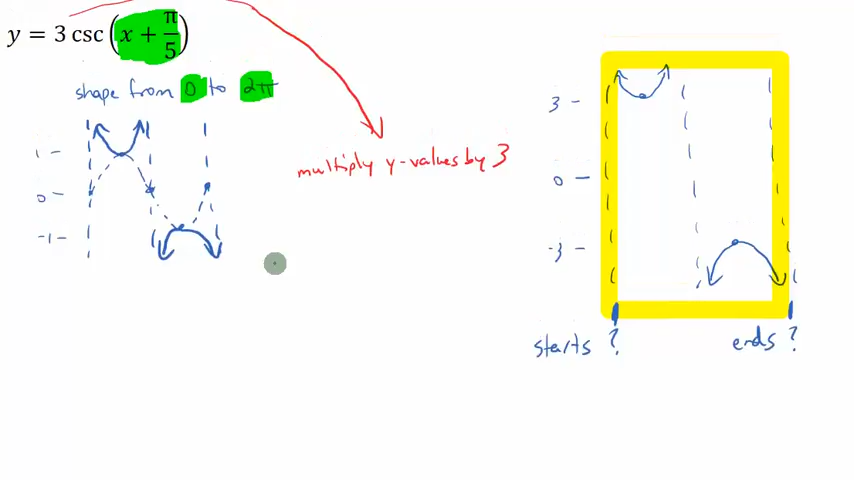 y = 3 csc(x + π/5)
shape from 0 to 2π
1
0
-1
multiply y-values by 3
3
0
-3
starts ?
ends ?